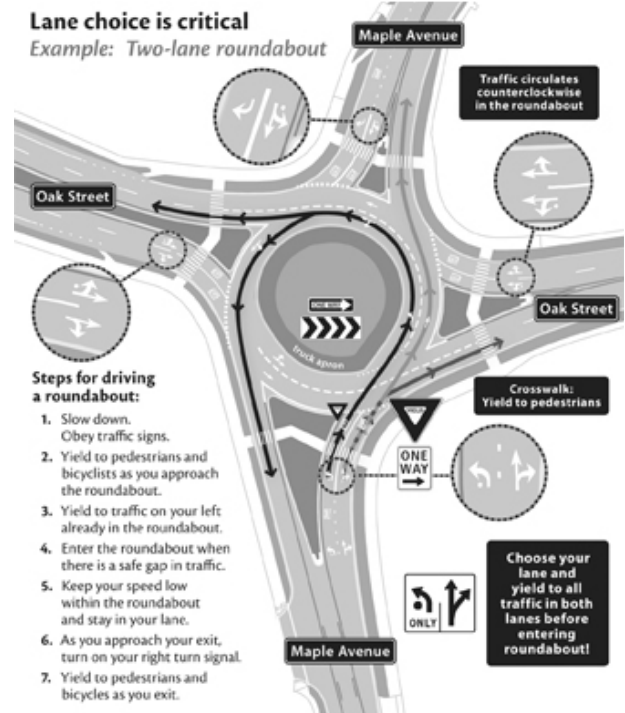 Lane choice is critical
Example: Two-lane roundabout
Maple Avenue
Traffic circulates
counterclockwise
in the roundabout
Oak Street
Oak Street
ONE WAY
truck apron
Steps for driving
a roundabout:
1. Slow down.
Obey traffic signs.
2. Yield to pedestrians and
bicyclists as you approach
the roundabout.
3. Yield to traffic on your left
already in the roundabout.
4. Enter the roundabout when
there is a safe gap in traffic.
5. Keep your speed low
within the roundabout
and stay in your lane.
6. As you approach your exit,
turn on your right turn signal.
7. Yield to pedestrians and
bicycles as you exit.
Crosswalk:
Yield to pedestrians
YIELD
ONE
WAY
ONLY
Choose your
lane and
yield to all
traffic in both
lanes before
entering
roundabout!
Maple Avenue